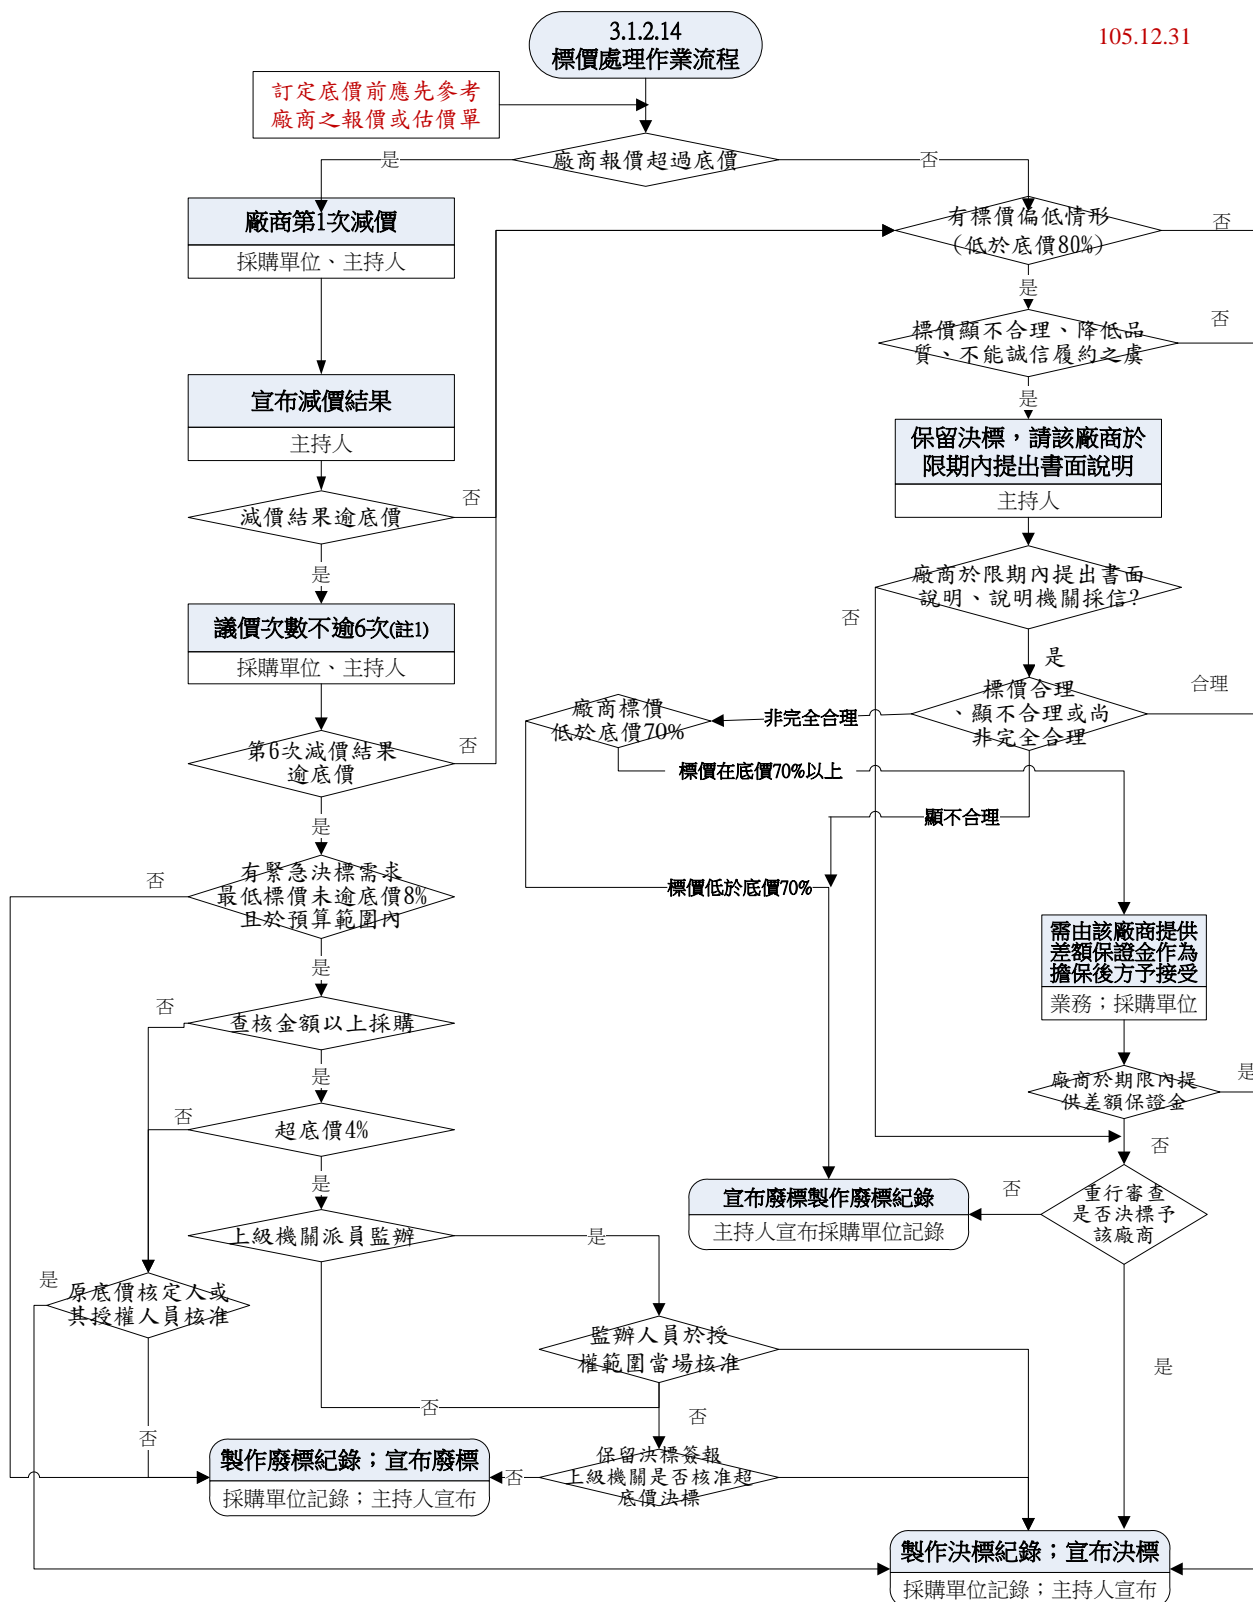 3.1.2.14
標價處理作業流程
105.12.31
訂定底價前應先參考
廠商之報價或估價單
廠商報價超過底價
是
否
廠商第1次減價
採購單位、主持人
有標價偏低情形
(低於底價80%)
否
是
標價顯不合理、降低品
質、不能誠信履約之虞
否
是
宣布減價結果
主持人
保留決標，請該廠商於
限期內提出書面說明
主持人
減價結果逾底價
否
是
廠商於限期內提出書面
說明、說明機關採信?
否
是
議價次數不逾6次(註1)
採購單位、主持人
標價合理
、顯不合理或尚
非完全合理
合理
非完全合理
顯不合理
廠商標價
低於底價70%
標價在底價70%以上
標價低於底價70%
第6次減價結果
逾底價
否
是
有緊急決標需求
最低標價未逾底價8%
且於預算範圍內
否
是
需由該廠商提供
差額保證金作為
擔保後方予接受
業務；採購單位
查核金額以上採購
否
是
廠商於期限內提
供差額保證金
是
否
超底價4%
否
是
重行審查
是否決標予
該廠商
否
是
宣布廢標製作廢標紀錄
主持人宣布採購單位記錄
上級機關派員監辦
是
否
原底價核定人或
其授權人員核准
是
否
監辦人員於授
權範圍當場核准
否
保留決標簽報
上級機關是否核准超
底價決標
否
製作廢標紀錄；宣布廢標
採購單位記錄；主持人宣布
製作決標紀錄；宣布決標
採購單位記錄；主持人宣布